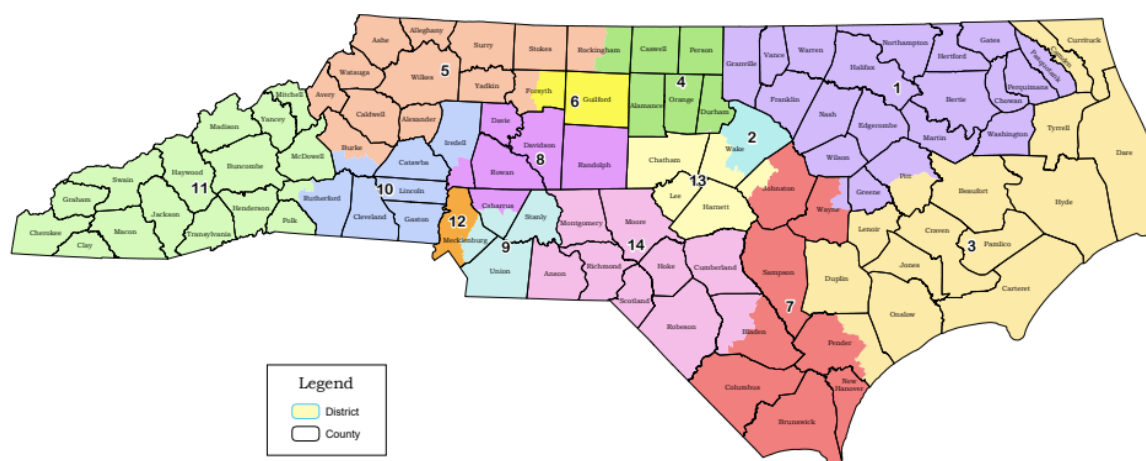 Ashe
Alleghany
Surry
Stokes
Rockingham
Caswell
Person
Granville
Vance
Warren
Northampton
Gates
Hertford
Halifax
Camden
Currituck
Pasquotank
Perquimans
Chowan
Watauga
Wilkes
5
Yadkin
Forsyth
6
Guilford
4
Alamance
Orange
Durham
Franklin
1
Bertie
Avery
Caldwell
Alexander
Mitchell
Yancey
Madison
Iredell
Davie
Davidson
8
Randolph
Wake
2
Nash
Edgecombe
Martin
Washington
Tyrrell
Dare
Burke
McDowell
Buncombe
Haywood
Swain
11
Catawba
Rowan
Chatham
13
Lee
Harnett
Johnston
Wilson
Greene
Pitt
Beaufort
Hyde
Graham
Cherokee
Clay
Macon
Jackson
Transylvania
Henderson
Polk
Rutherford
10
Lincoln
Cleveland
Gaston
12
Mecklenburg
Cabarrus
Stanly
9
Union
Montgomery
Moore
14
Anson
Richmond
Hoke
Cumberland
Scotland
Robeson
Wayne
Sampson
7
Lenoir
Craven
3
Pamlico
Jones
Duplin
Onslow
Carteret
Bladen
Pender
New
Hanover
Columbus
Brunswick
Legend
District
County